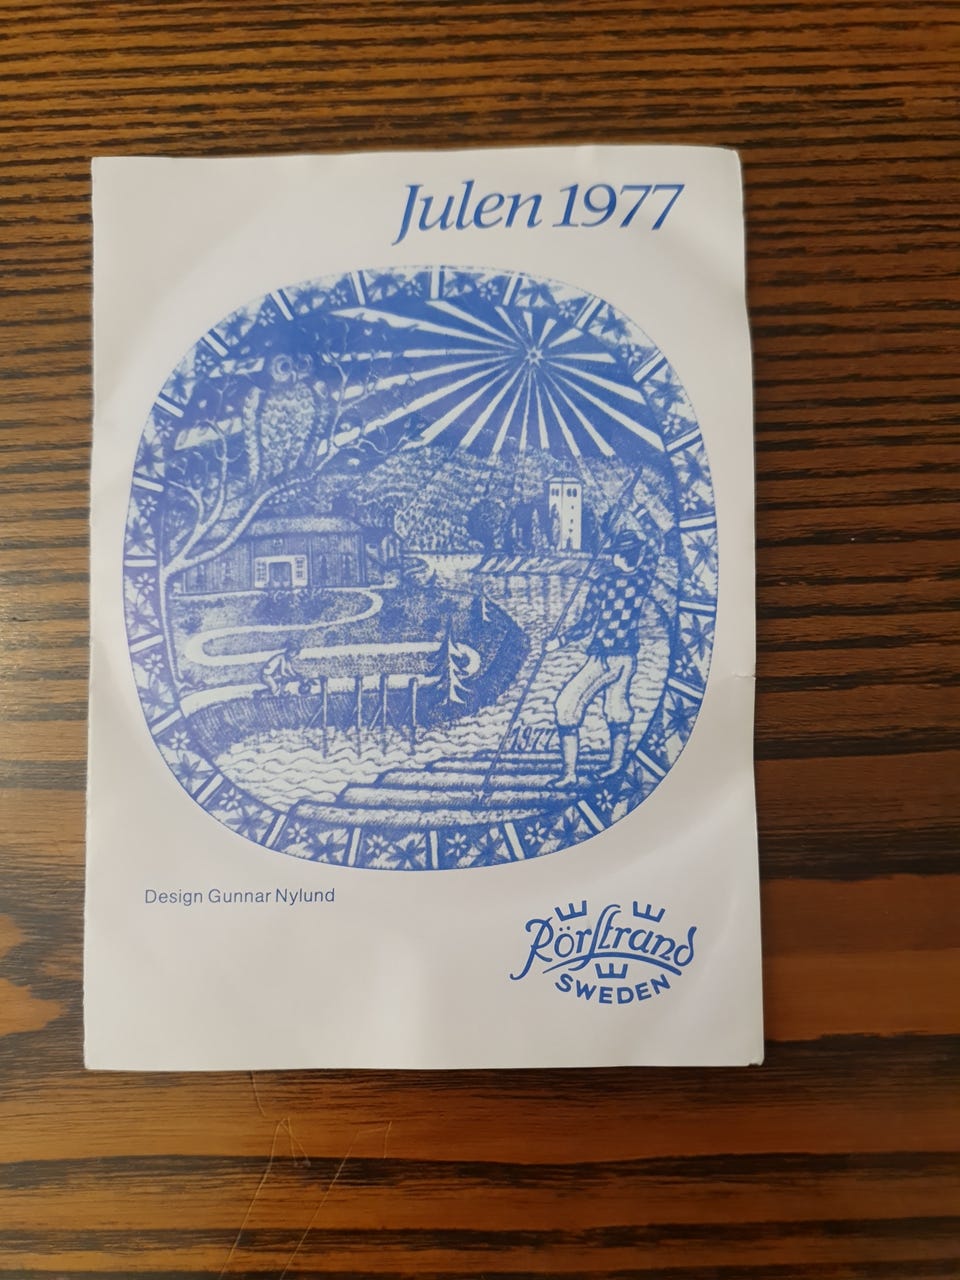 Julen 1977
1977
Design Gunnar Nylund
Rörstrand
SWEDEN